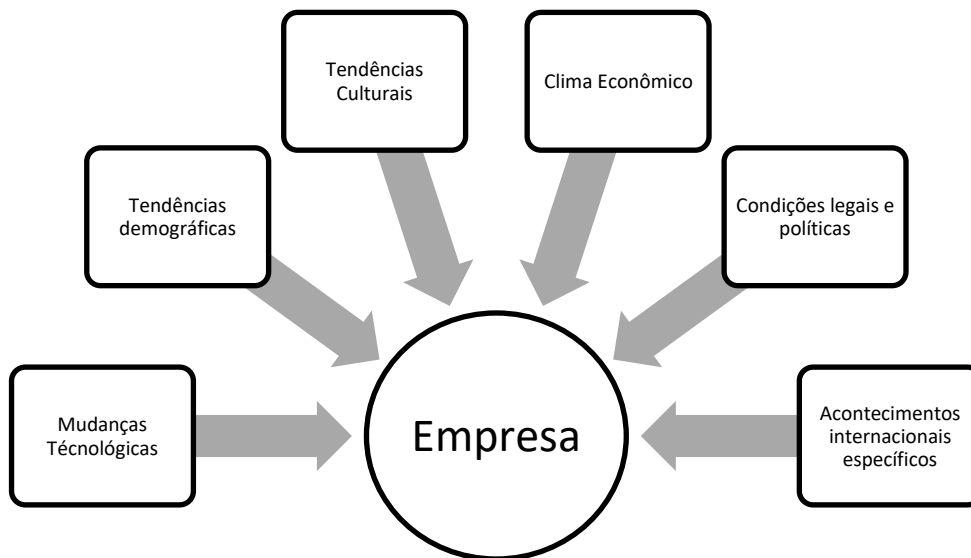 Tendências
Culturais
Clima Econômico
Tendências
demográficas
Condições legais e
políticas
Mudanças
Técnológicas
Empresa
Acontecimentos
internacionais
específicos